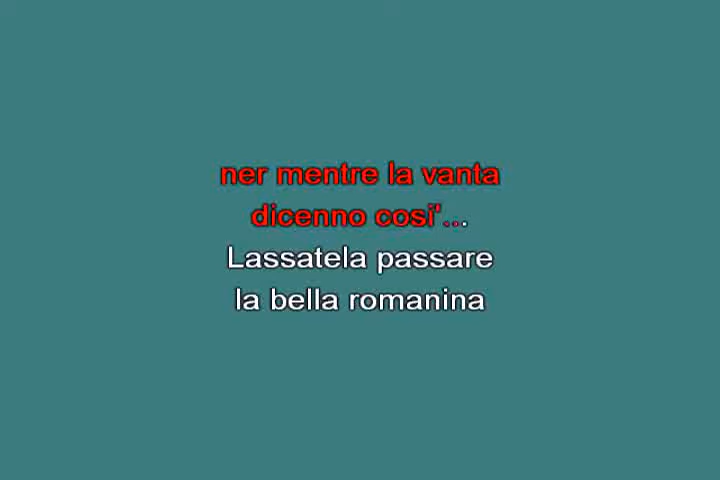 ner mentre la vanta
dicenno cosi'...
Lassatela passare
la bella romanina